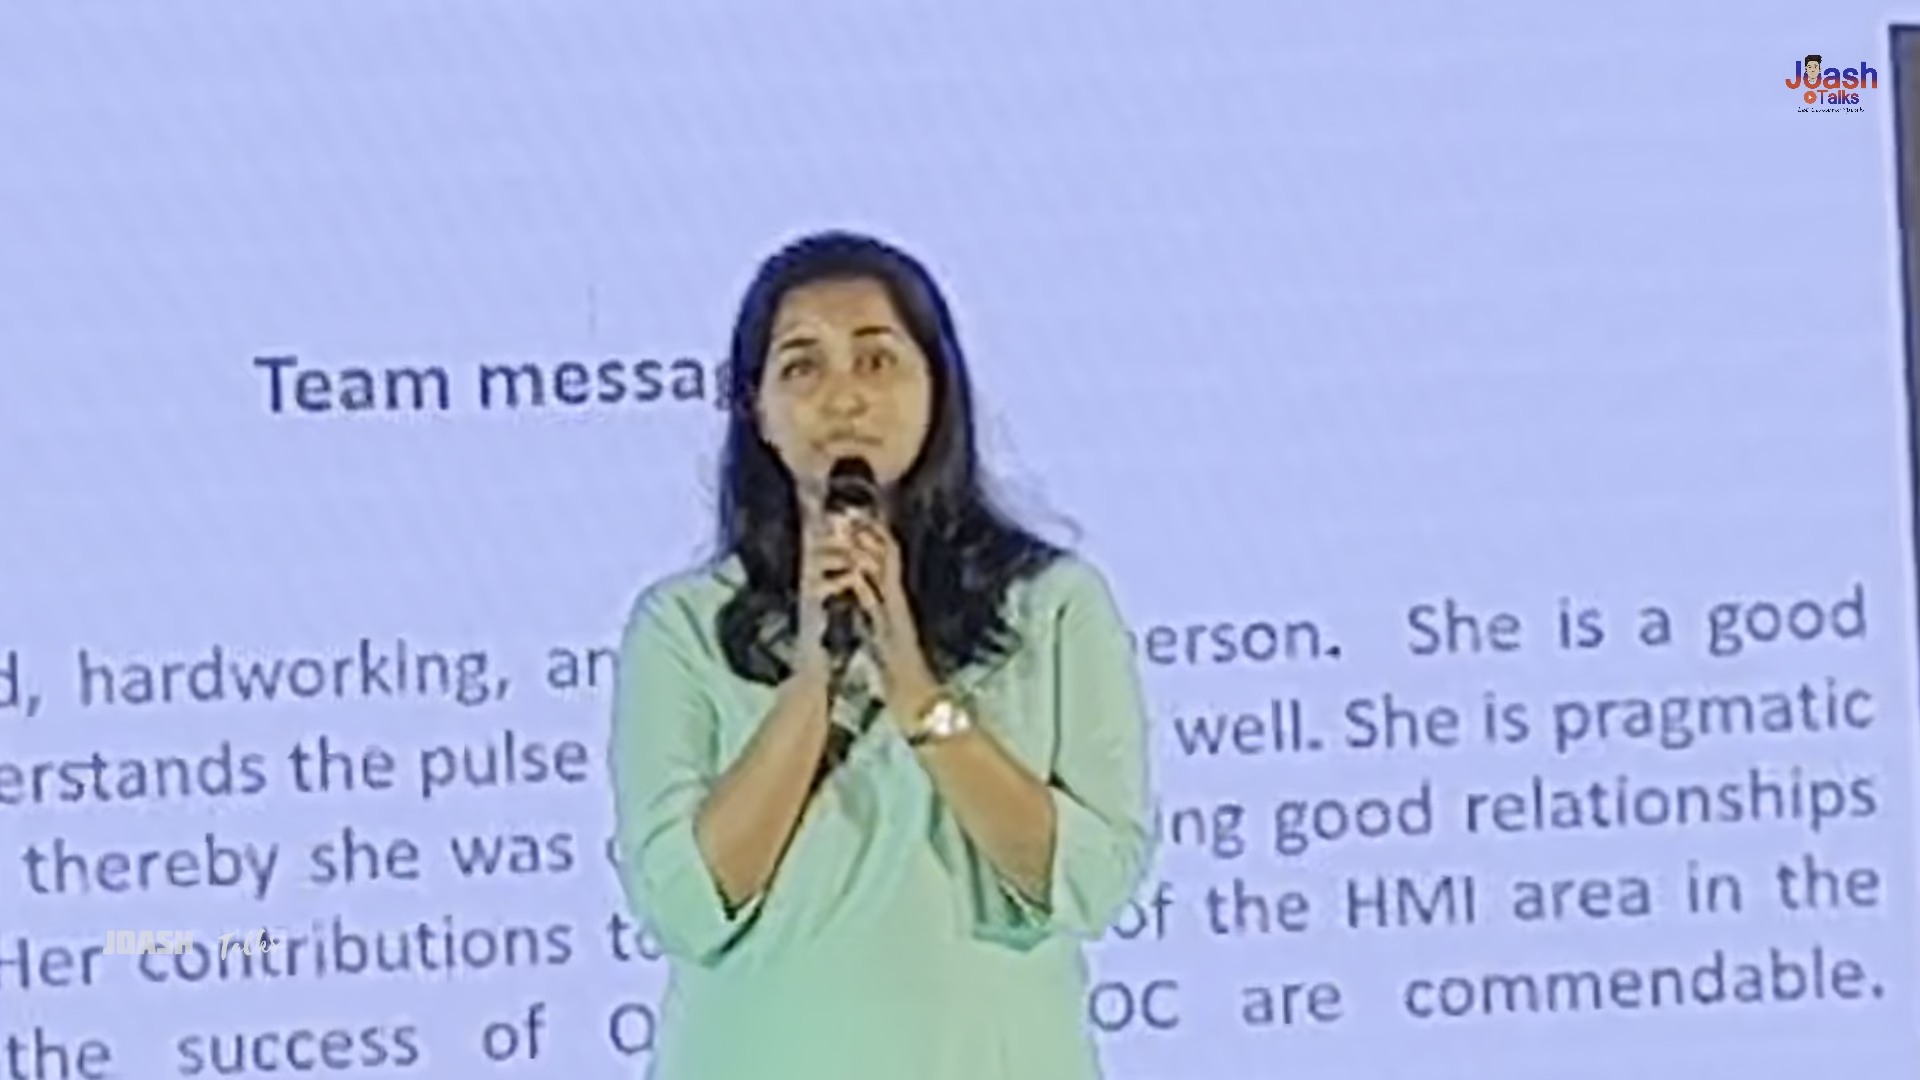 Joash
Talks
Team messag
d, hardworking, an erson. She is a good
erstands the pulse well. She is pragmatic
thereby she was ing good relationships
Her contributions to of the HMI area in the
the success of O OC are commendable.
JOASH Talks